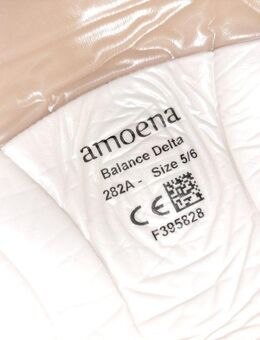 amoena
Balance Delta
282A - Size 5/6
CE
F395828